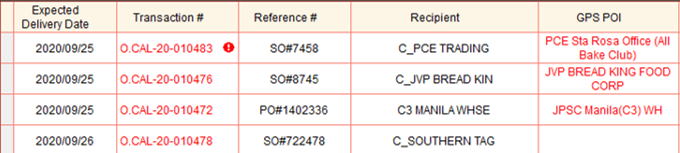 Expected Delivery Date Transaction # Reference # Recipient GPS POI
2020/09/25 O.CAL-20-010483 SO#7458 C_PCE TRADING PCE Sta Rosa Office (All Bake Club)
2020/09/25 O.CAL-20-010476 SO#8745 C_JVP BREAD KIN JVP BREAD KING FOOD CORP
2020/09/25 O.CAL-20-010472 PO#1402336 C3 MANILA WHSE JPSC Manila(C3) WH
2020/09/26 O.CAL-20-010478 SO#722478 C_SOUTHERN TAG